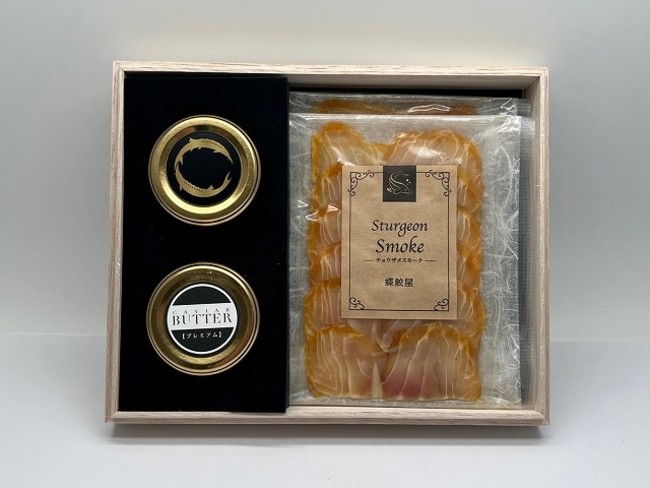 CAVIAR
BUTTER
【プレミアム】
Sturgeon
Smoke
チョウザメスモーク
蝶鮫屋